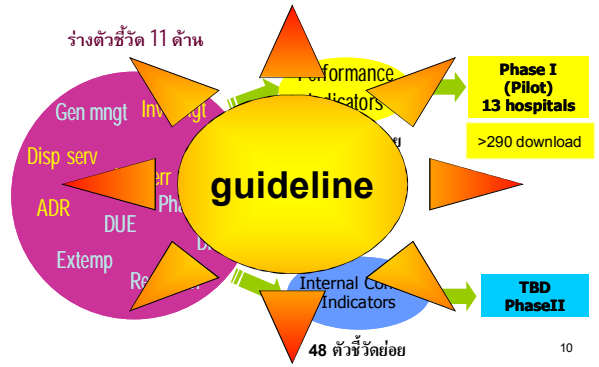 ร่างตัวชี้วัด 11 ด้าน
Performance
Indicators
Phase I
(Pilot)
13 hospitals
>290 download
Gen mngt
Disp serv
ADR
DUE
Extemp
guideline
Internal
Indicators
48 ตัวชี้วัดย่อย
TBD
PhaseII
10